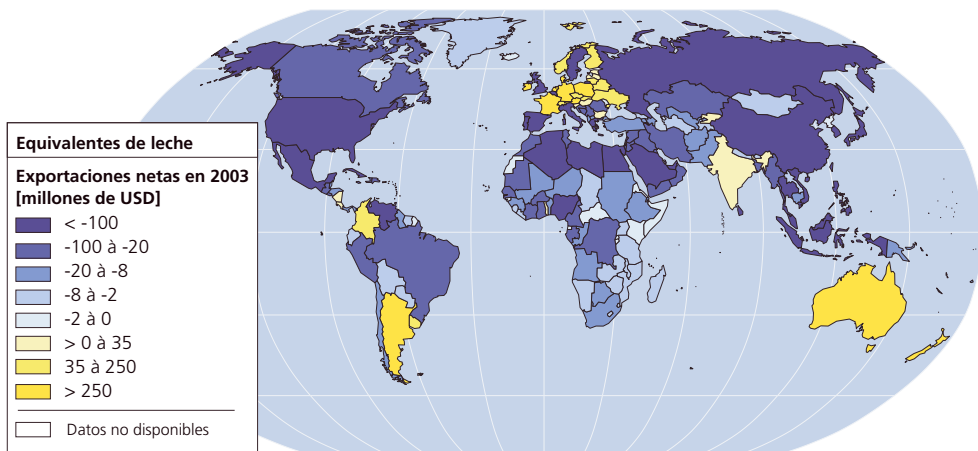 Equivalentes de leche
Exportaciones netas en 2003
[millones de USD]
< -100
-100 à -20
-20 à -8
-8 à -2
-2 à 0
> 0 à 35
35 à 250
> 250
Datos no disponibles